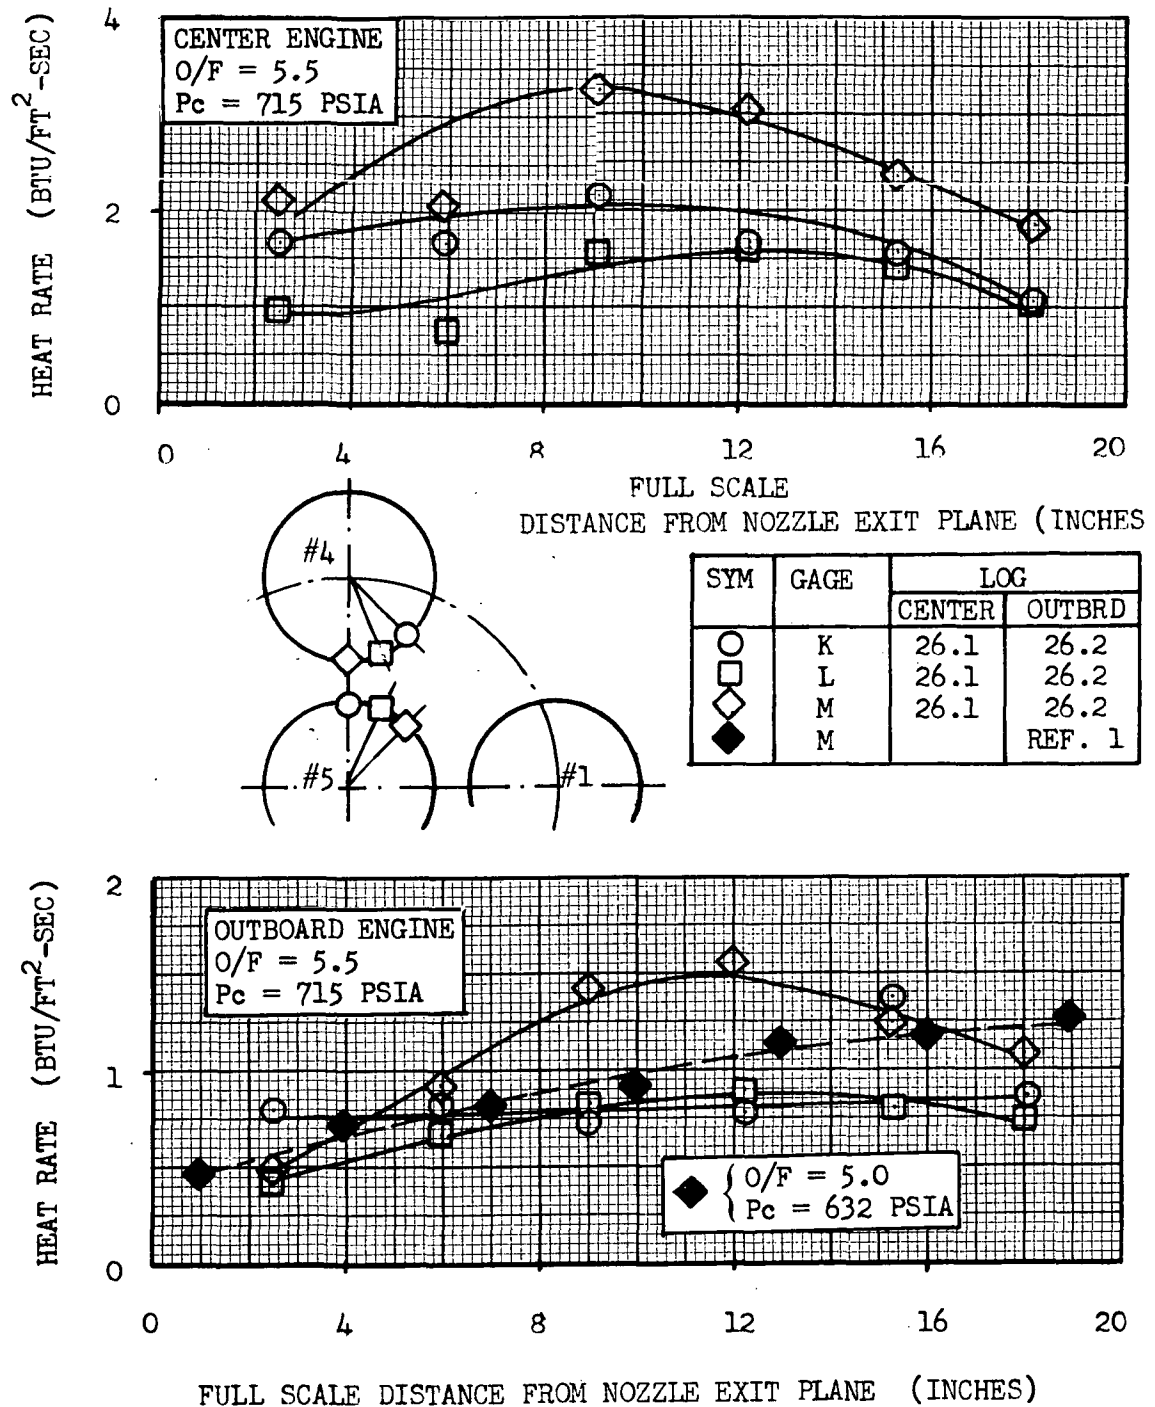 4
CENTER ENGINE
O/F = 5.5
Pc = 715 PSIA
2
0
HEAT RATE (BTU/FT²-SEC)
0 4 8 12 16 20
FULL SCALE
DISTANCE FROM NOZZLE EXIT PLANE (INCHES
#4
#5
#1
SYM GAGE LOG
CENTER OUTBRD
K 26.1 26.2
L 26.1 26.2
M 26.1 26.2
M REF. 1
2
OUTBOARD ENGINE
O/F = 5.5
Pc = 715 PSIA
1
O/F = 5.0
Pc = 632 PSIA
0
HEAT RATE (BTU/FT²-SEC)
0 4 8 12 16 20
FULL SCALE DISTANCE FROM NOZZLE EXIT PLANE (INCHES)